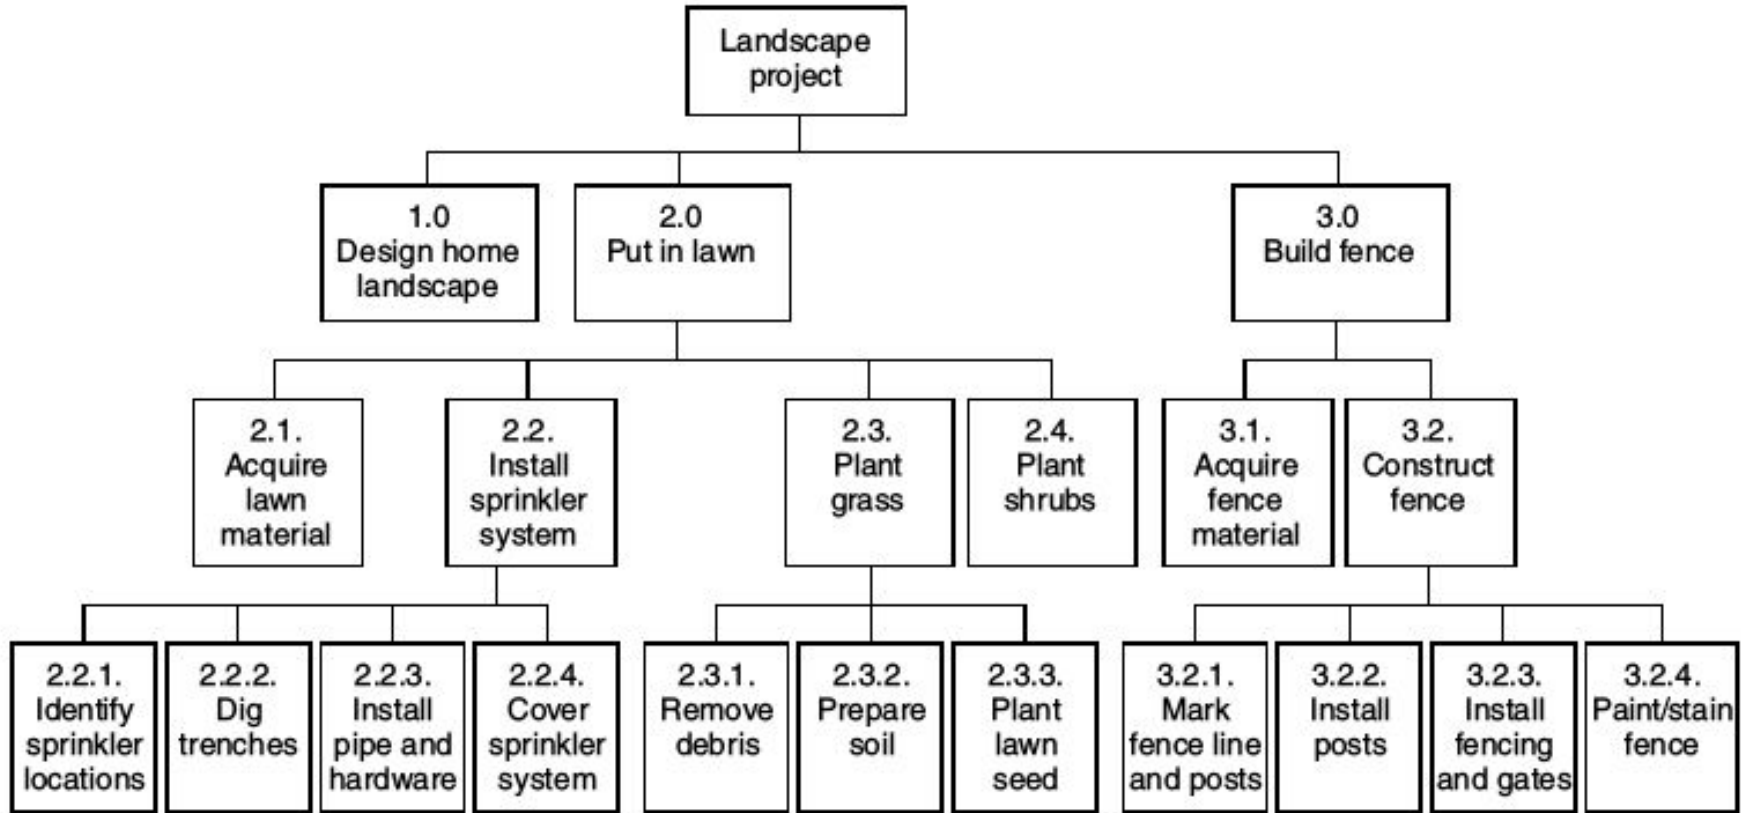 Landscape
project
1.0
Design home
landscape
2.0
Put in lawn
3.0
Build fence
2.1.
Acquire
lawn
material
2.2.
Install
sprinkler
system
2.3.
Plant
grass
2.4.
Plant
shrubs
3.1.
Acquire
fence
material
3.2.
Construct
fence
2.2.1.
Identify
sprinkler
locations
2.2.2.
Dig
trenches
2.2.3.
Install
pipe and
hardware
2.2.4.
Cover
sprinkler
system
2.3.1.
Remove
debris
2.3.2.
Prepare
soil
2.3.3.
Plant
lawn
seed
3.2.1.
Mark
fence line
and posts
3.2.2.
Install
posts
3.2.3.
Install
fencing
and gates
3.2.4.
Paint/stain
fence